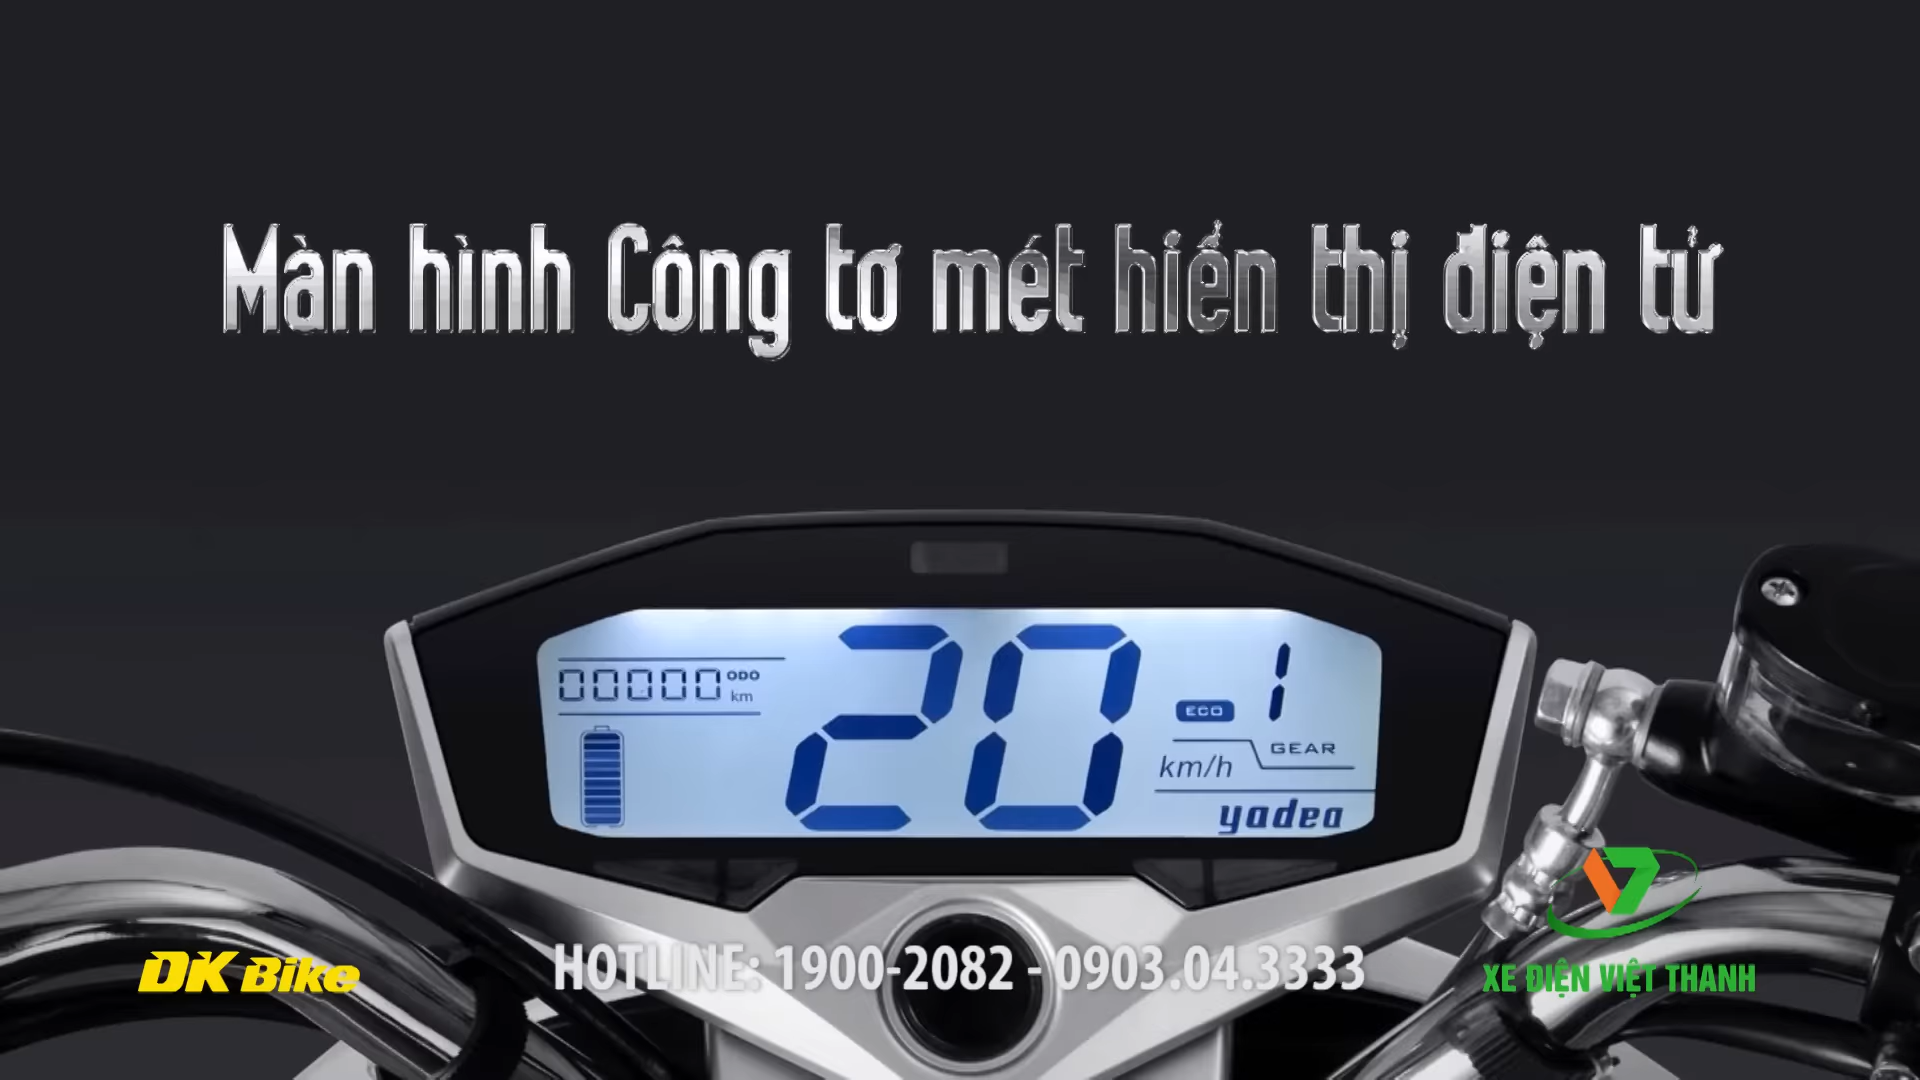 Màn hình Công tơ mét hiển thị điện tử
00000 ODO
km
20
1
ECO
GEAR
km/h
yadea
DK Bike
HOTLINE: 1900-2082 - 0903.04.3333
XE ĐIỆN VIỆT THANH